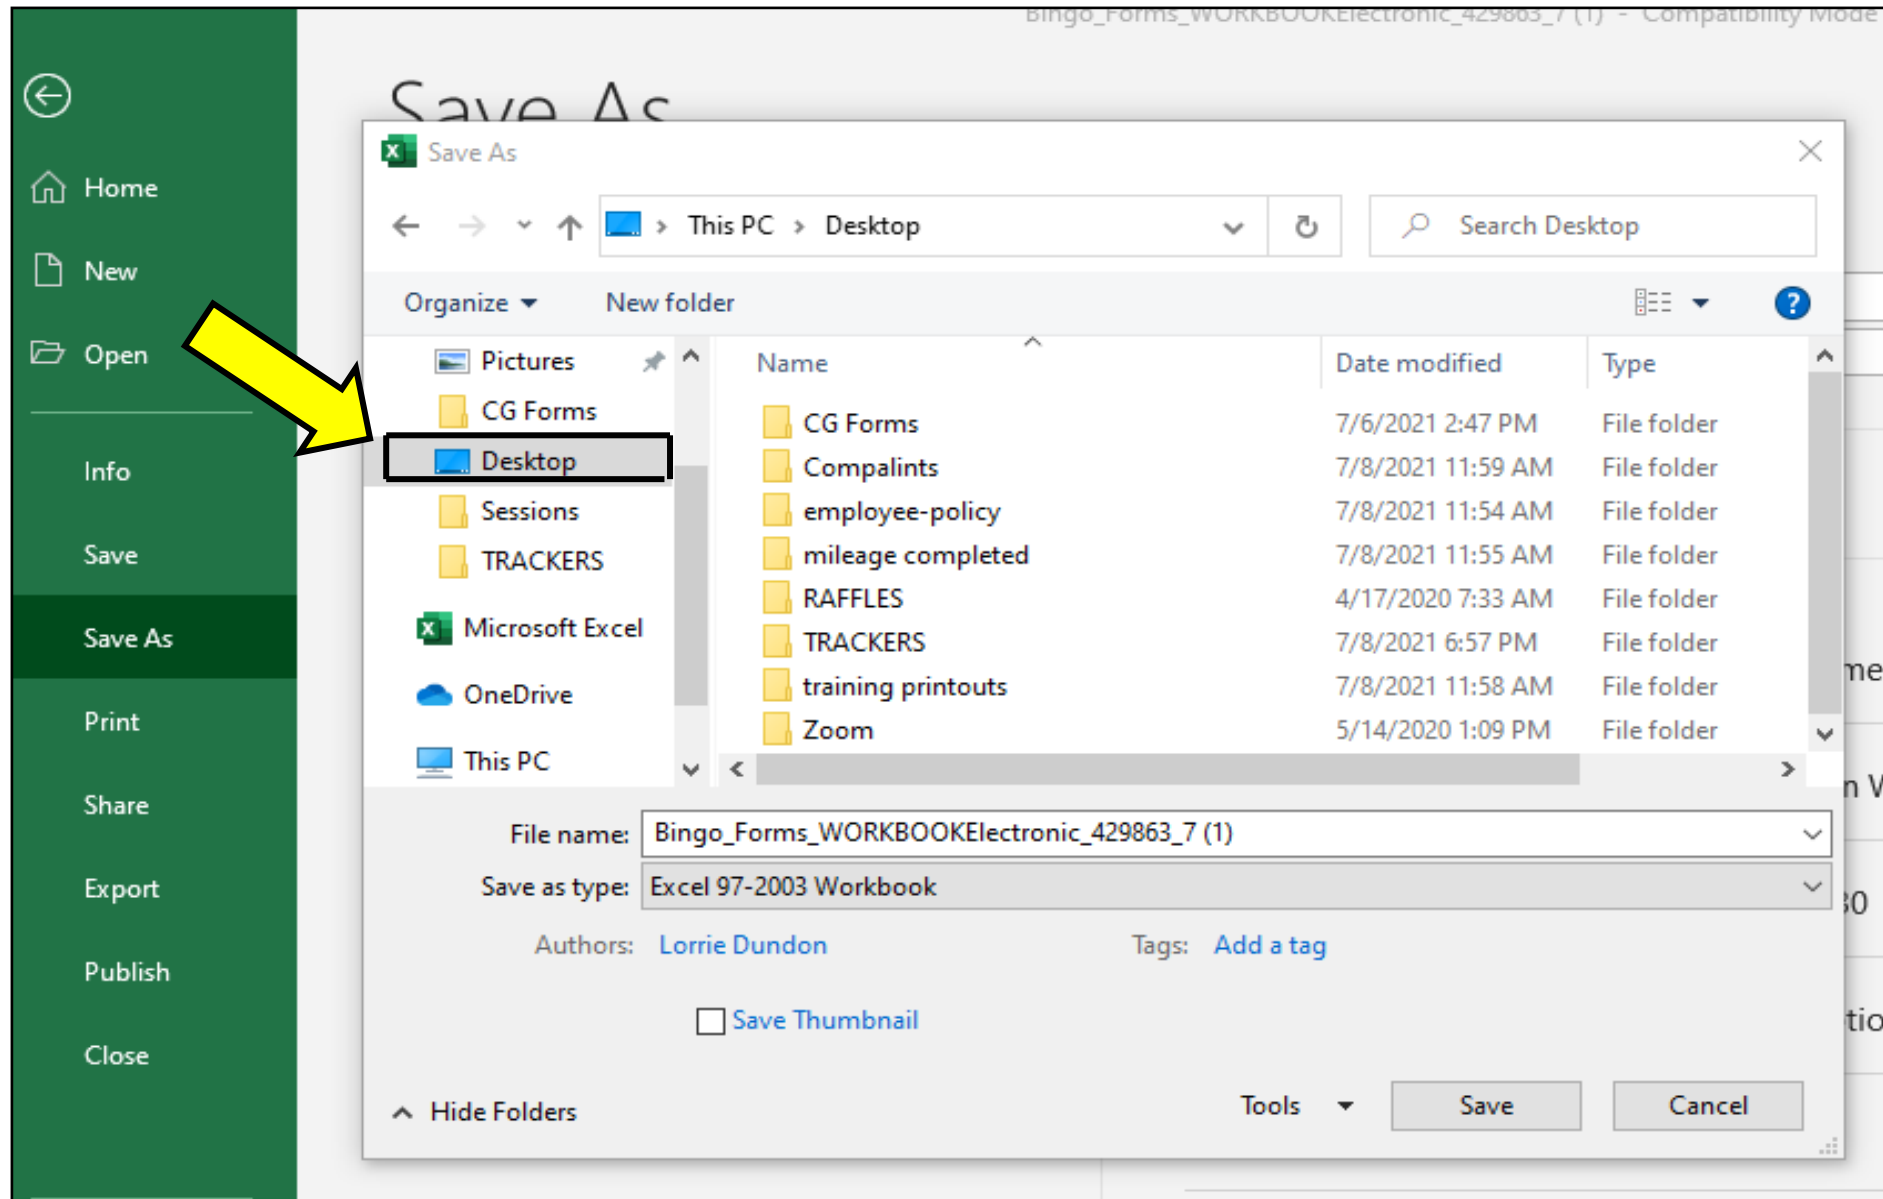 Bingo_Forms_WORKBOOKElectronic_429863_7 (1) - Compatibility Mode
Save As
Home
New
Open
Info
Save
Save As
Print
Share
Export
Publish
Close
Save As
This PC > Desktop
Search Desktop
Organize
New folder
Pictures
CG Forms
Desktop
Sessions
TRACKERS
Microsoft Excel
OneDrive
This PC
Name Date modified Type
CG Forms 7/6/2021 2:47 PM File folder
Compalints 7/8/2021 11:59 AM File folder
employee-policy 7/8/2021 11:54 AM File folder
mileage completed 7/8/2021 11:55 AM File folder
RAFFLES 4/17/2020 7:33 AM File folder
TRACKERS 7/8/2021 6:57 PM File folder
training printouts 7/8/2021 11:58 AM File folder
Zoom 5/14/2020 1:09 PM File folder
File name: Bingo_Forms_WORKBOOKElectronic_429863_7 (1)
Save as type: Excel 97-2003 Workbook
Authors: Lorrie Dundon Tags: Add a tag
Save Thumbnail
Hide Folders
Tools
Save
Cancel